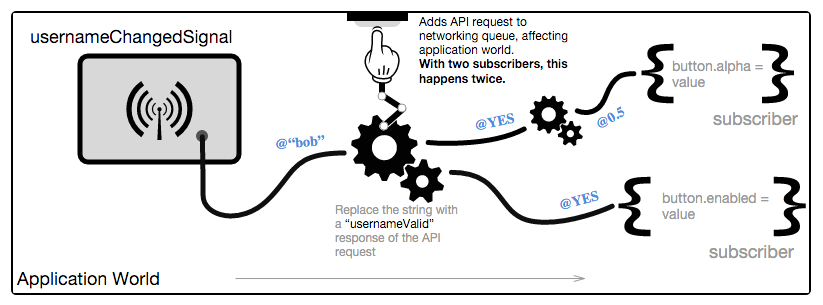 usernameChangedSignal
Adds API request to
networking queue, affecting
application world.
With two subscribers, this
happens twice.
@"bob"
@YES
@0.5
button.alpha =
value
subscriber
Replace the string with
a "usernameValid"
response of the API
request
@YES
button.enabled =
value
subscriber
Application World